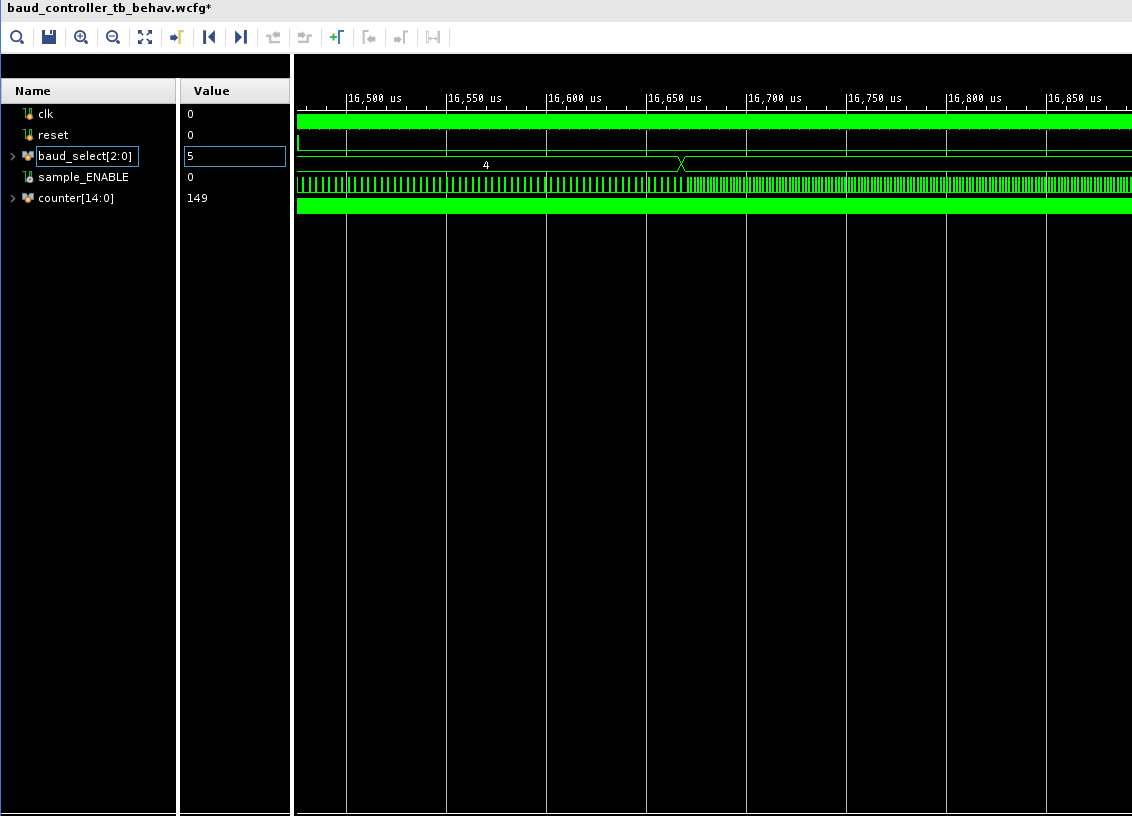 baud_controller_tb_behav.wcfg*
Name Value
16,500 us 16,550 us 16,600 us 16,650 us 16,700 us 16,750 us 16,800 us 16,850 us
clk 0
reset 0
baud_select[2:0] 5 4
sample_ENABLE 0
counter[14:0] 149